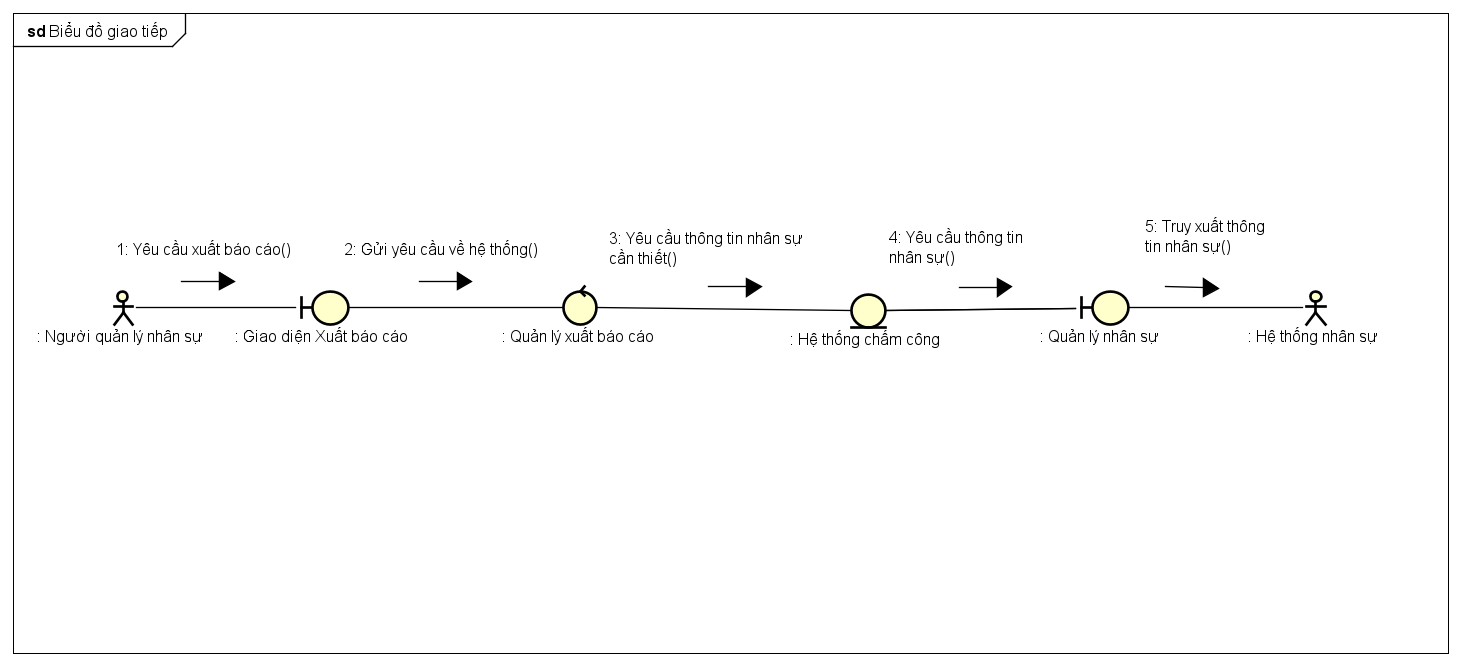 sd Biểu đồ giao tiếp
1: Yêu cầu xuất báo cáo()
2: Gửi yêu cầu về hệ thống()
3: Yêu cầu thông tin nhân sự
cần thiết()
4: Yêu cầu thông tin
nhân sự()
5: Truy xuất thông
tin nhân sự()
: Người quản lý nhân sự
: Giao diện Xuất báo cáo
: Quản lý xuất báo cáo
: Hệ thống chấm công
: Quản lý nhân sự
: Hệ thống nhân sự